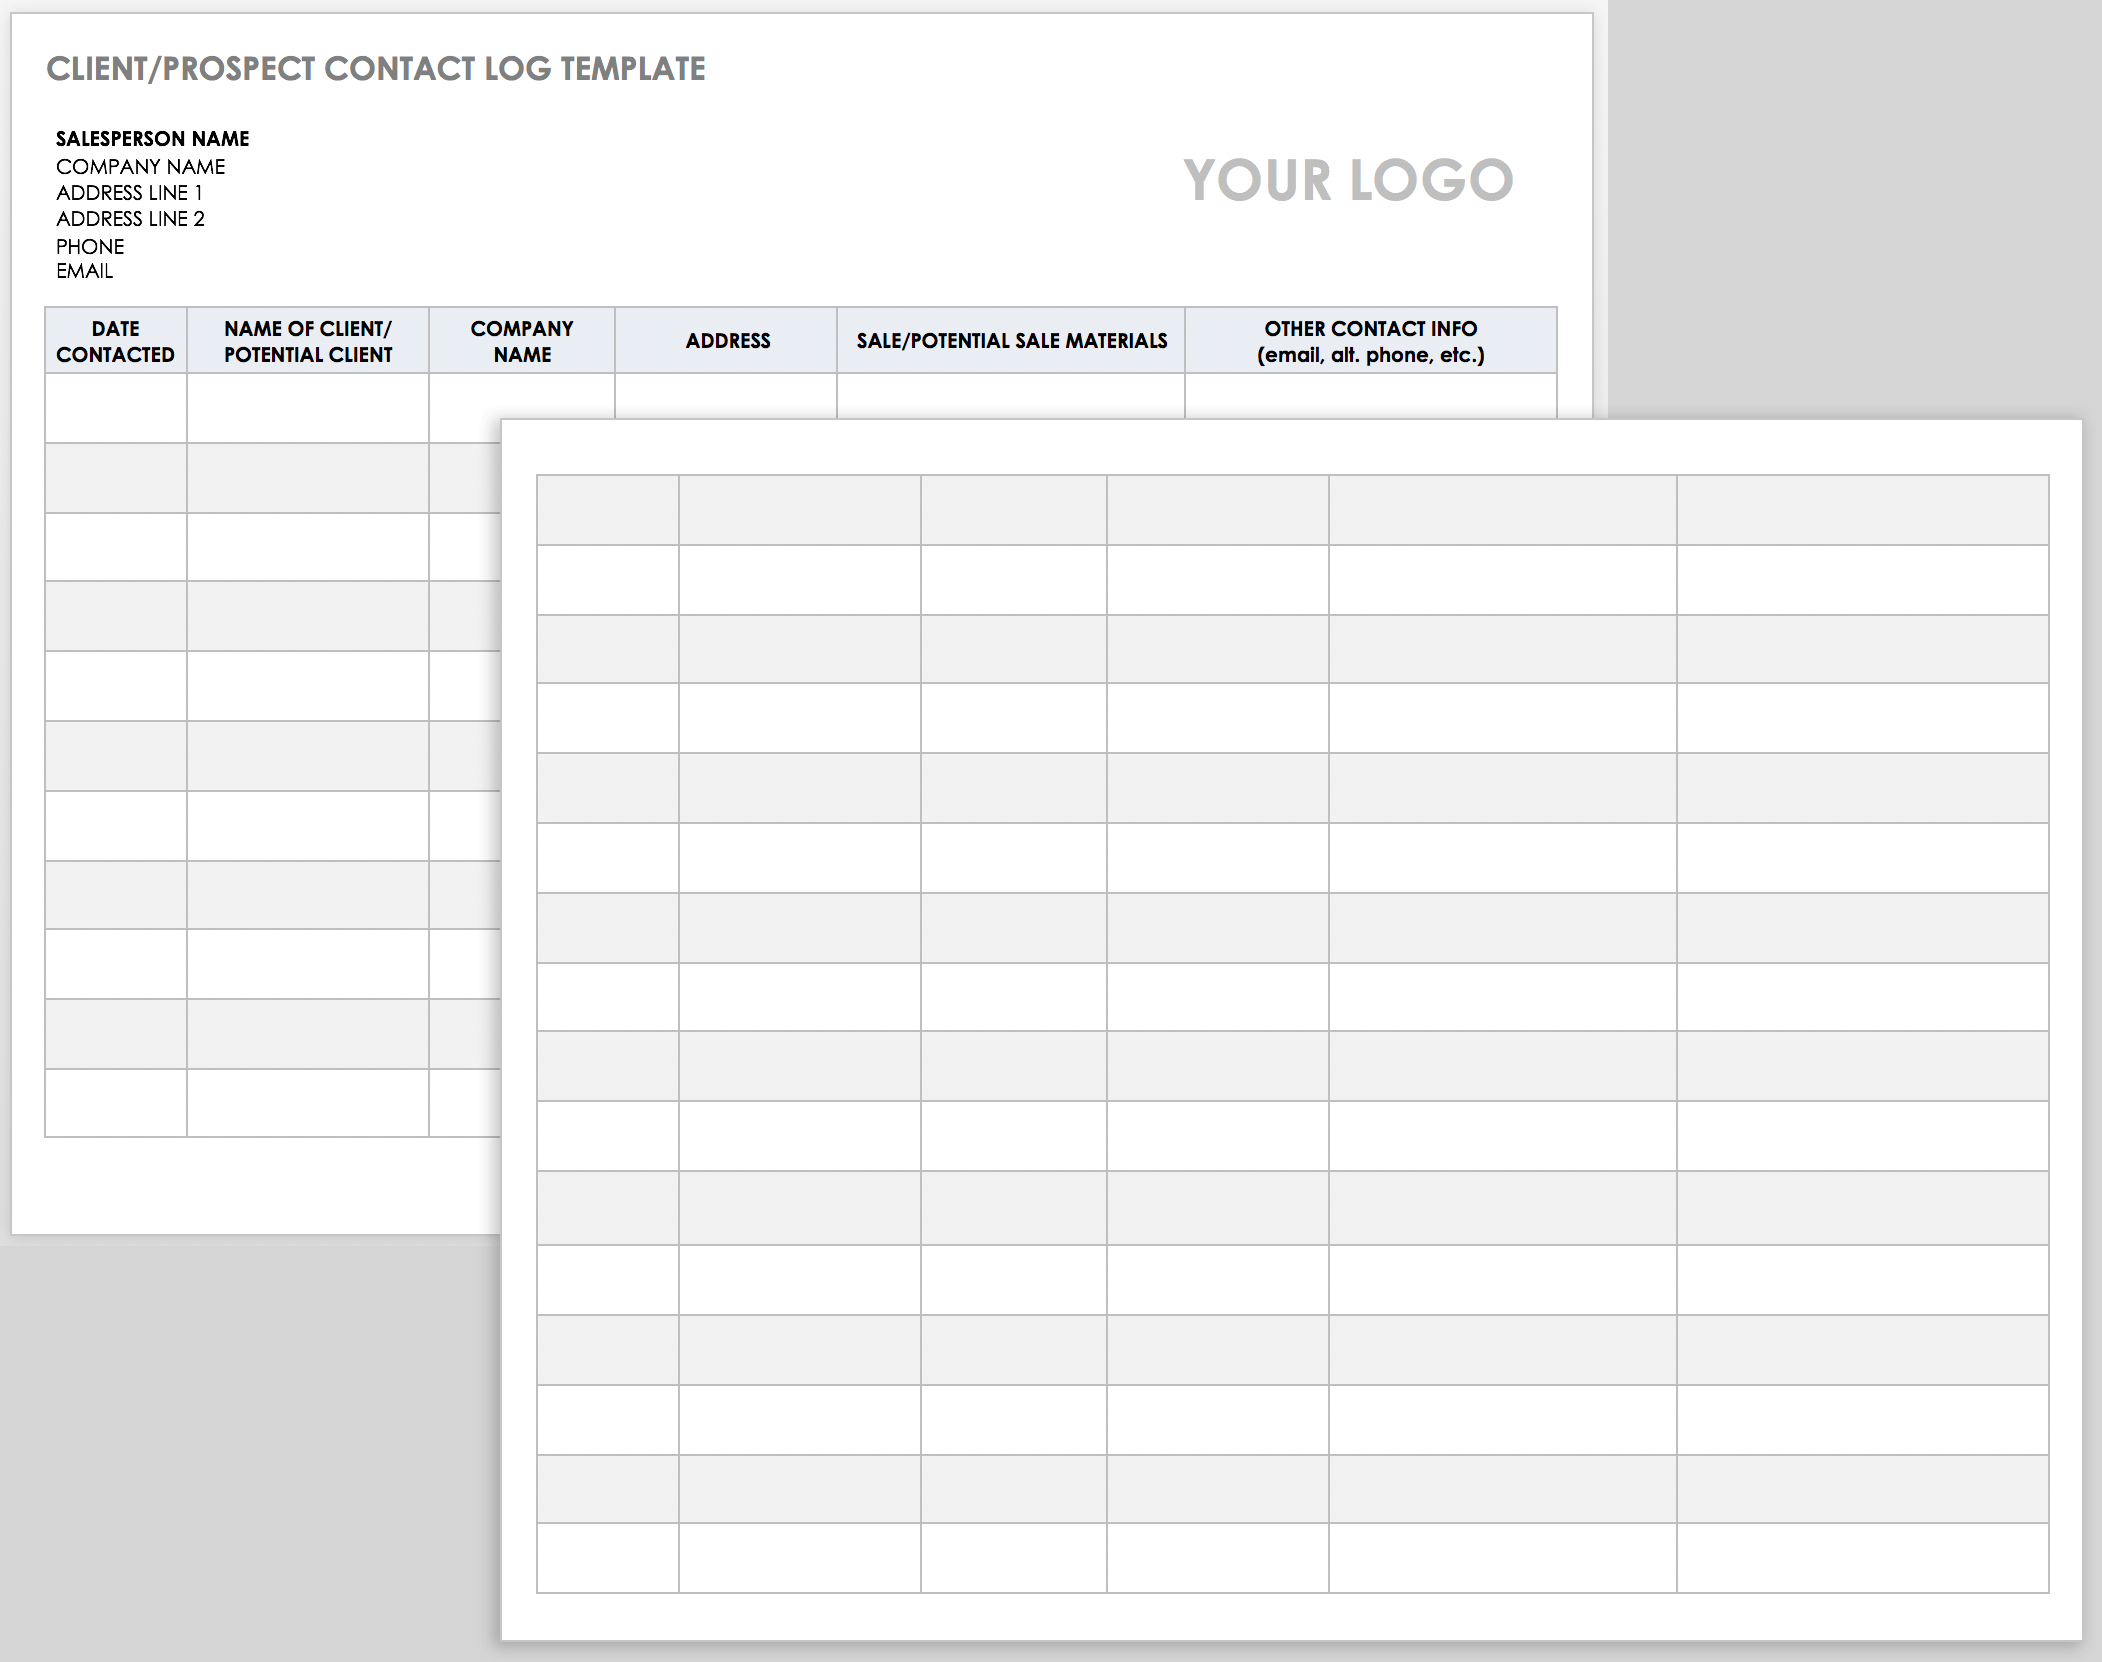 CLIENT/PROSPECT CONTACT LOG TEMPLATE
SALESPERSON NAME
COMPANY NAME
ADDRESS LINE 1
ADDRESS LINE 2
PHONE
EMAIL
YOUR LOGO
DATE
CONTACTED
NAME OF CLIENT/
POTENTIAL CLIENT
COMPANY
NAME
ADDRESS
SALE/POTENTIAL SALE MATERIALS
OTHER CONTACT INFO
(email, alt. phone, etc.)